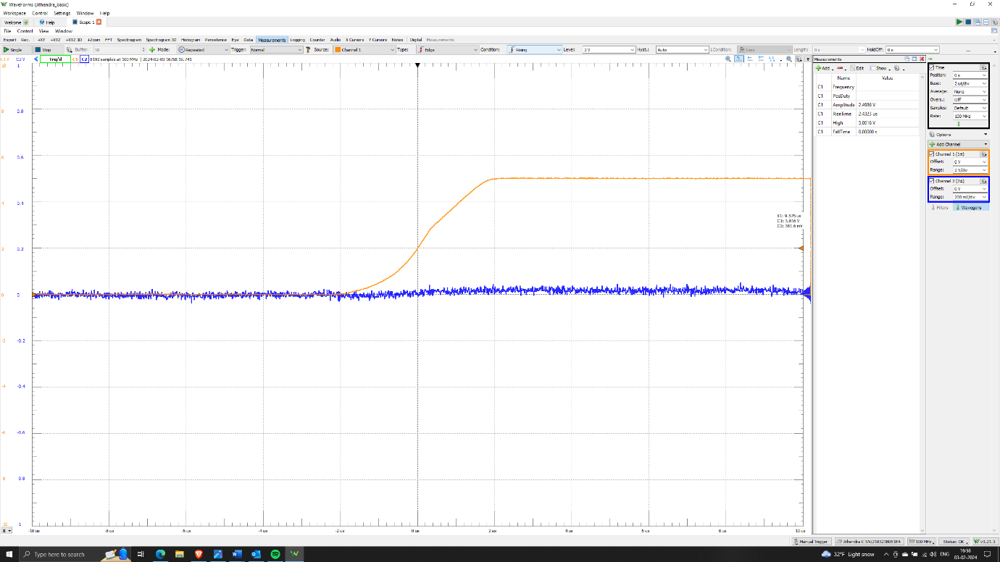 WaveForms (Jithendra_basic)
Workspace Control Settings Window Help
Welcome Help Scope 1
File Control View Window
Export Rec. +XY +XYZ +XYZ 3D +Zoom FFT Spectrogram Spectrogram 3D Histogram Persistence Eye Data Measurements Logging Counter Audio X Cursors Y Cursors Notes Digital Measurements
Single Stop Buffer: 10 Mode: Repeated Trigger: Normal Source: Channel 1 Type: Edge Condition: Rising Level: 2 V Hyst.: Auto LCondition: Less Length: 0 s HoldOff: 0 s ...
C1 V C2 V Trig'd C1 C2 8192 samples at 100 MHz | 2024-02-03 16:58:19.741
10 1
8 0.8
6 0.6
4 0.4
2 0.2
0 0
-2 -0.2
-4 -0.4
-6 -0.6
-8 -0.8
-10 -1
X1: 9.575 us
C1: 3.816 V
C2: 381.6 mV
X -10 us -8 us -6 us -4 us -2 us 0 us 2 us 4 us 6 us 8 us 10 us
Measurements
Add Edit Show
Name Value
C1 Frequency
C1 PosDuty
C1 Amplitude 2.4986 V
C1 RiseTime 2.4323 us
C1 High 5.0016 V
C1 FallTime 0.00000 s
Time
Position: 0 s
Base: 2 us/div
Average: None
Overs.: Off
Samples: Default
Rate: 100 MHz
Options
Add Channel
Channel 1 (1±)
Offset: 0 V
Range: 2 V/div
Channel 2 (2±)
Offset: 0 V
Range: 200 mV/div
Filters Wavegens
Manual Trigger Jithendra C SN:210321B061E4 100 MHz Status: OK v3.21.3
Type here to search 32°F Light snow ENG 16:58
03-02-2024